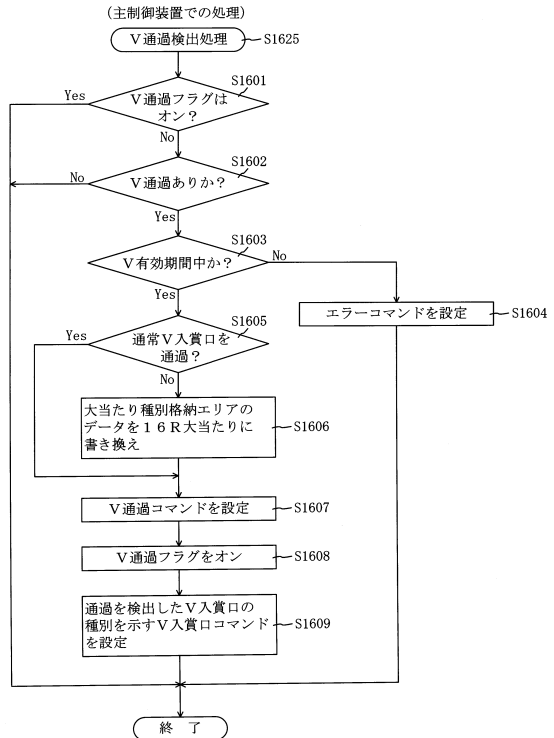 (主制御装置での処理)
V通過検出処理
S1625
S1601
Yes
V通過フラグは
オン?
No
S1602
No
V通過ありか?
Yes
S1603
No
V有効期間中か?
Yes
エラーコマンドを設定
S1604
S1605
Yes
通常V入賞口を
通過?
No
大当たり種別格納エリアの
データを16R大当たりに
書き換え
S1606
V通過コマンドを設定
S1607
V通過フラグをオン
S1608
通過を検出したV入賞口の
種別を示すV入賞口コマンド
を設定
S1609
終 了